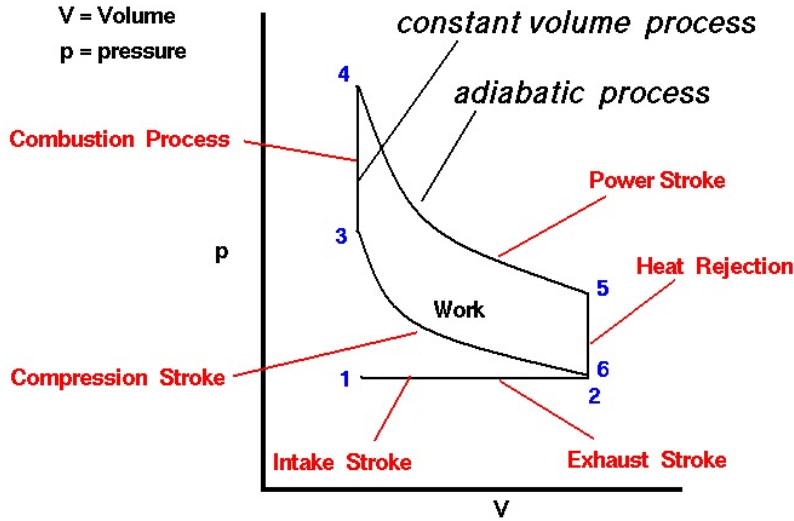 V = Volume
p = pressure
constant volume process
adiabatic process
4
Combustion Process
Power Stroke
3
p
Heat Rejection
5
Work
6
Compression Stroke
1
2
Intake Stroke
Exhaust Stroke
V